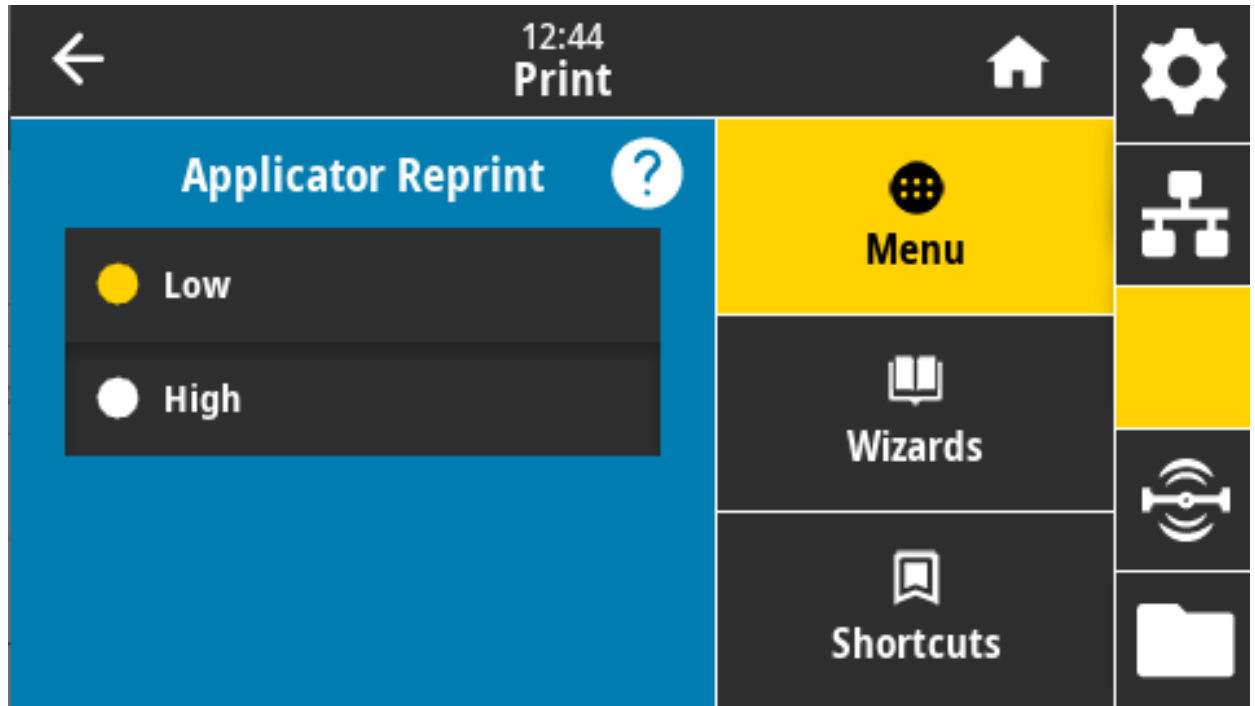 12:44
Print
Applicator Reprint
?
Low
High
Menu
Wizards
Shortcuts